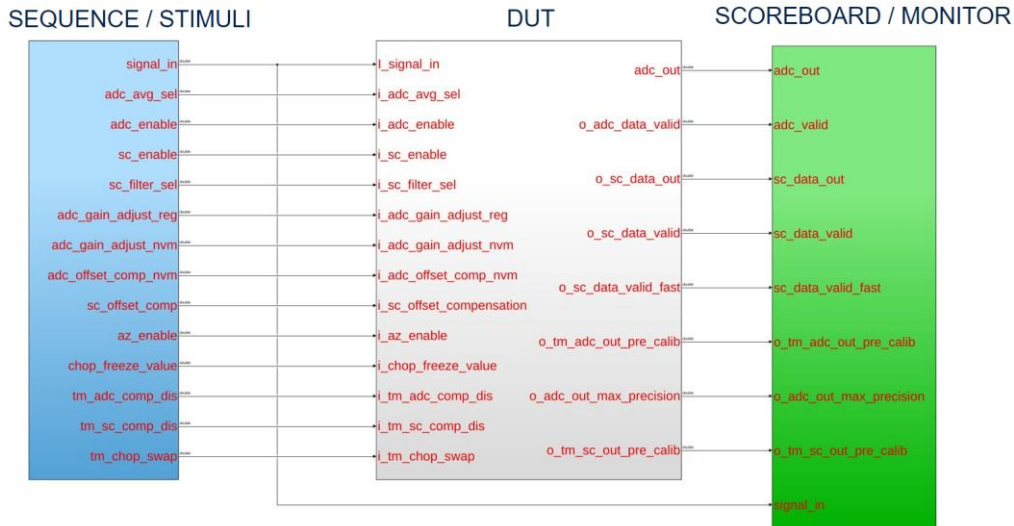 SEQUENCE / STIMULI
DUT
SCOREBOARD / MONITOR
signal_in
adc_avg_sel
adc_enable
sc_enable
sc_filter_sel
adc_gain_adjust_reg
adc_gain_adjust_nvm
adc_offset_comp_nvm
sc_offset_comp
az_enable
chop_freeze_value
tm_adc_comp_dis
tm_sc_comp_dis
tm_chop_swap
I_signal_in
i_adc_avg_sel
i_adc_enable
i_sc_enable
i_sc_filter_sel
i_adc_gain_adjust_reg
i_adc_gain_adjust_nvm
i_adc_offset_comp_nvm
i_sc_offset_compensation
i_az_enable
i_chop_freeze_value
i_tm_adc_comp_dis
i_tm_sc_comp_dis
i_tm_chop_swap
adc_out
o_adc_data_valid
o_sc_data_out
o_sc_data_valid
o_sc_data_valid_fast
o_tm_adc_out_pre_calib
o_adc_out_max_precision
o_tm_sc_out_pre_calib
adc_out
adc_valid
sc_data_out
sc_data_valid
sc_data_valid_fast
o_tm_adc_out_pre_calib
o_adc_out_max_precision
o_tm_sc_out_pre_calib
signal_in